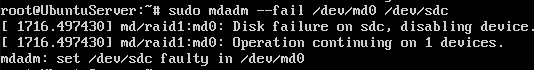 root@UbuntuServer:~# sudo mdadm --fail /dev/md0 /dev/sdc
[ 1716.497430] md/raid1:md0: Disk failure on sdc, disabling device.
[ 1716.497430] md/raid1:md0: Operation continuing on 1 devices.
mdadm: set /dev/sdc faulty in /dev/md0